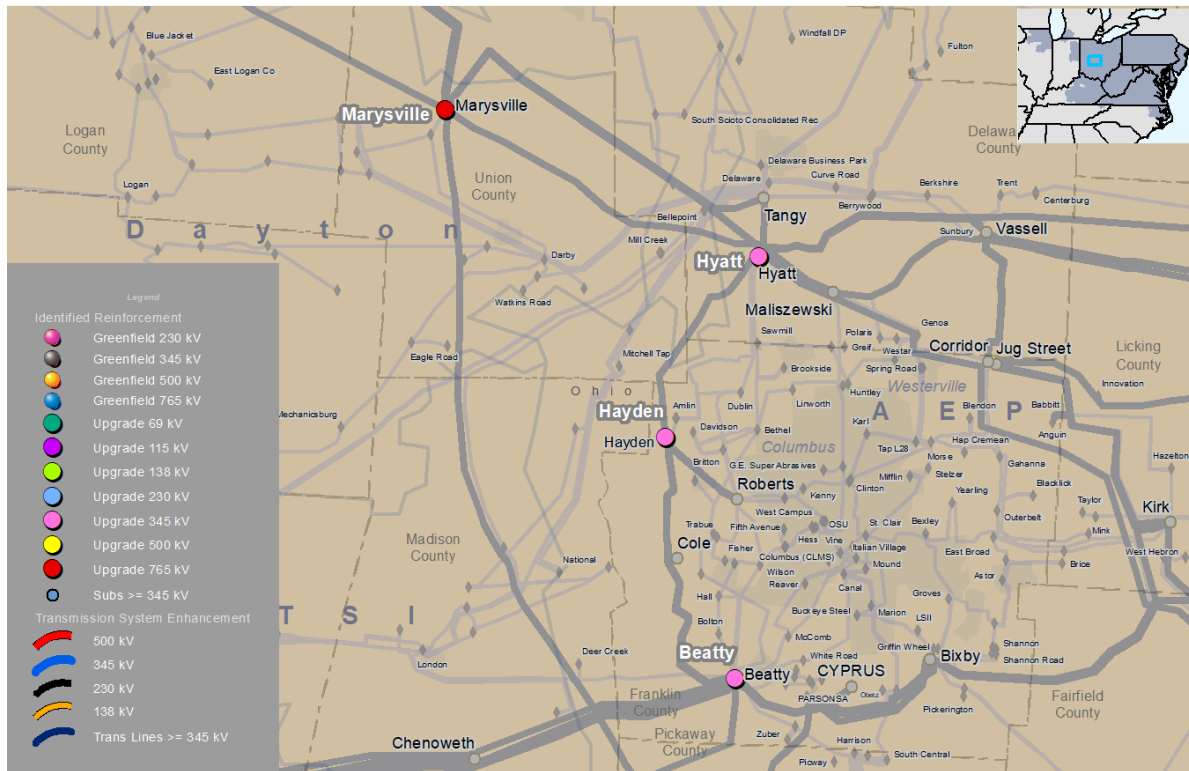 Blue Jacket
East Logan Co
Windfall DP
Fulton
Marysville
Marysville
Logan
County
South Scioto Consolidated Rec
Delaware
County
Union
County
Logan
Delaware Business Park
Curve Road
Delaware
Berkshire
Trent
Centerburg
Berrywood
Bellepoint
Tangy
Sunbury
Vassell
D a y t o n
Mill Creek
Darby
Hyatt
Hyatt
Watkins Road
Maliszewski
Sawmill
Polaris
Genoa
Eagle Road
Mitchell Tap
Greif
Westar
Corridor
Jug Street
Licking
County
Brookside
Spring Road
Westerville
Innovation
O h i o
Huntley
Linworth
Mechanicsburg
Hayden
Amlin
Dublin
A E P
Blendon
Babbitt
Hayden
Davidson
Bethel
Karl
Anguin
Columbus
Tap L28
Hap Cremean
Britton
Morse
Gahanna
Hazelton
G.E. Super Abrasives
Mifflin
Stelzer
Blacklick
Roberts
Kenny
Clinton
Yearling
Taylor
Kirk
West Campus
Outerbelt
Trabue
Fifth Avenue
OSU
St. Clair
Bexley
Mink
Madison
County
Hess
Vine
Cole
Fisher
Columbus (CLMS)
Italian Village
East Broad
West Hebron
National
Mound
Brice
Wilson
Reaver
Astor
Canal
Hall
Groves
Buckeye Steel
Marion
T S I
Bolton
LSII
McComb
Shannon
Deer Creek
Beatty
Griffin Wheel
London
White Road
Bixby
Shannon Road
Beatty
CYPRUS
Franklin
County
PARSONSA
Obetz
Fairfield
County
Pickerington
Pickaway
County
Zuber
Harrison
Chenoweth
South Central
Picway
Legend
Identified Reinforcement
Greenfield 230 kV
Greenfield 345 kV
Greenfield 500 kV
Greenfield 765 kV
Upgrade 69 kV
Upgrade 115 kV
Upgrade 138 kV
Upgrade 230 kV
Upgrade 345 kV
Upgrade 500 kV
Upgrade 765 kV
Subs >= 345 kV
Transmission System Enhancement
500 kV
345 kV
230 kV
138 kV
Trans Lines >= 345 kV